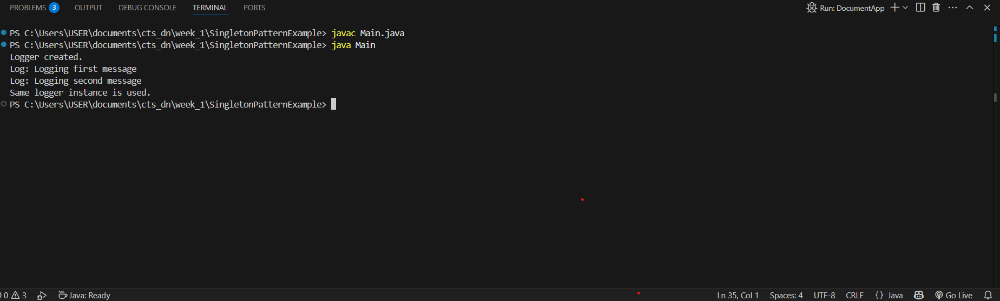 PROBLEMS 3 OUTPUT DEBUG CONSOLE TERMINAL PORTS Run: DocumentApp
PS C:\Users\USER\documents\cts_dn\week_1\SingletonPatternExample> javac Main.java
PS C:\Users\USER\documents\cts_dn\week_1\SingletonPatternExample> java Main
Logger created.
Log: Logging first message
Log: Logging second message
Same logger instance is used.
PS C:\Users\USER\documents\cts_dn\week_1\SingletonPatternExample>
0 3 Java: Ready Ln 35, Col 1 Spaces: 4 UTF-8 CRLF {} Java Go Live